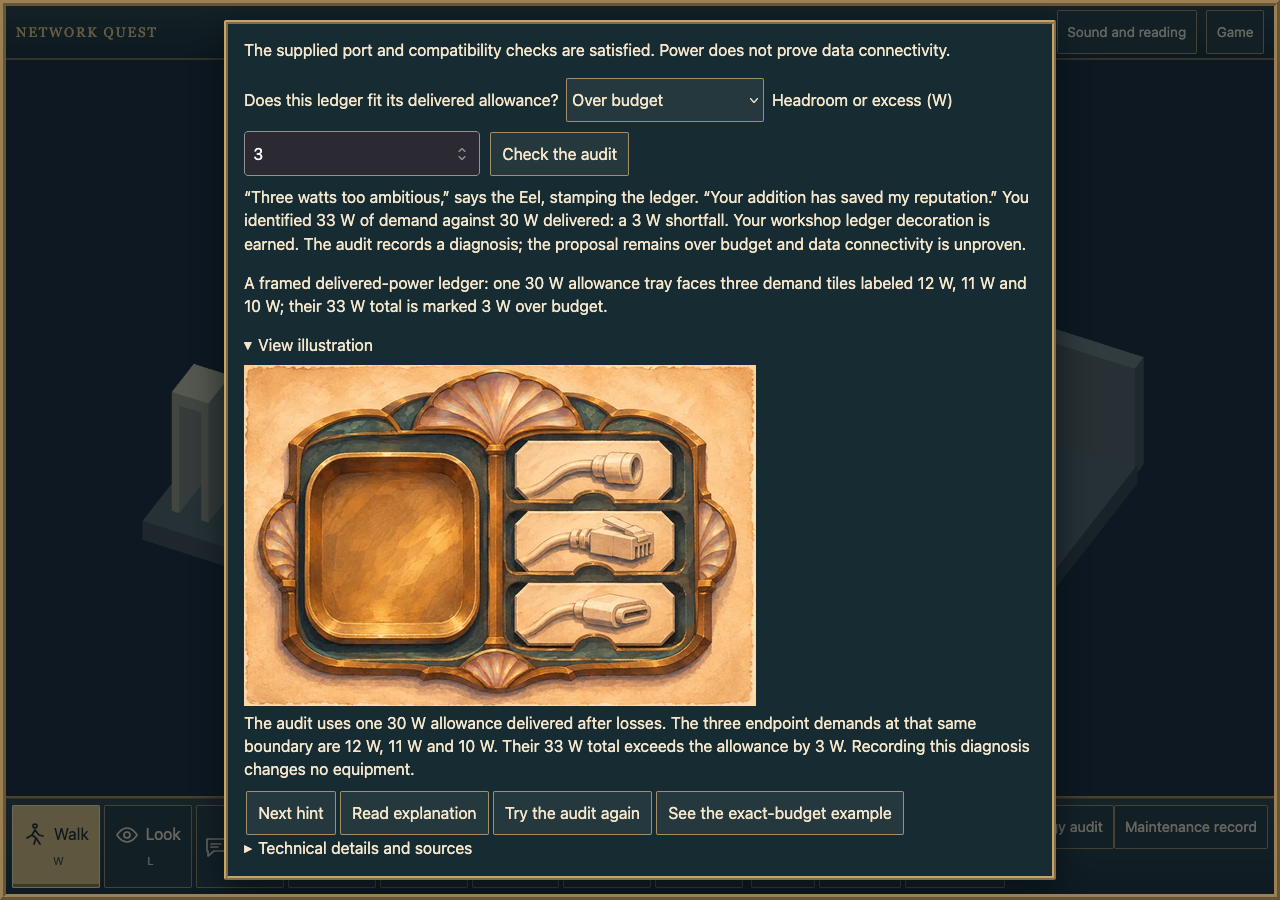 NETWORK QUEST
Sound and reading
Game
The supplied port and compatibility checks are satisfied. Power does not prove data connectivity.
Does this ledger fit its delivered allowance?
Over budget
Headroom or excess (W)
3
Check the audit
“Three watts too ambitious,” says the Eel, stamping the ledger. “Your addition has saved my reputation.” You
identified 33 W of demand against 30 W delivered: a 3 W shortfall. Your workshop ledger decoration is
earned. The audit records a diagnosis; the proposal remains over budget and data connectivity is unproven.
A framed delivered-power ledger: one 30 W allowance tray faces three demand tiles labeled 12 W, 11 W and
10 W; their 33 W total is marked 3 W over budget.
▾ View illustration
The audit uses one 30 W allowance delivered after losses. The three endpoint demands at that same
boundary are 12 W, 11 W and 10 W. Their 33 W total exceeds the allowance by 3 W. Recording this diagnosis
changes no equipment.
Next hint
Read explanation
Try the audit again
See the exact-budget example
▸ Technical details and sources
Walk
W
Look
L
audit
Maintenance record